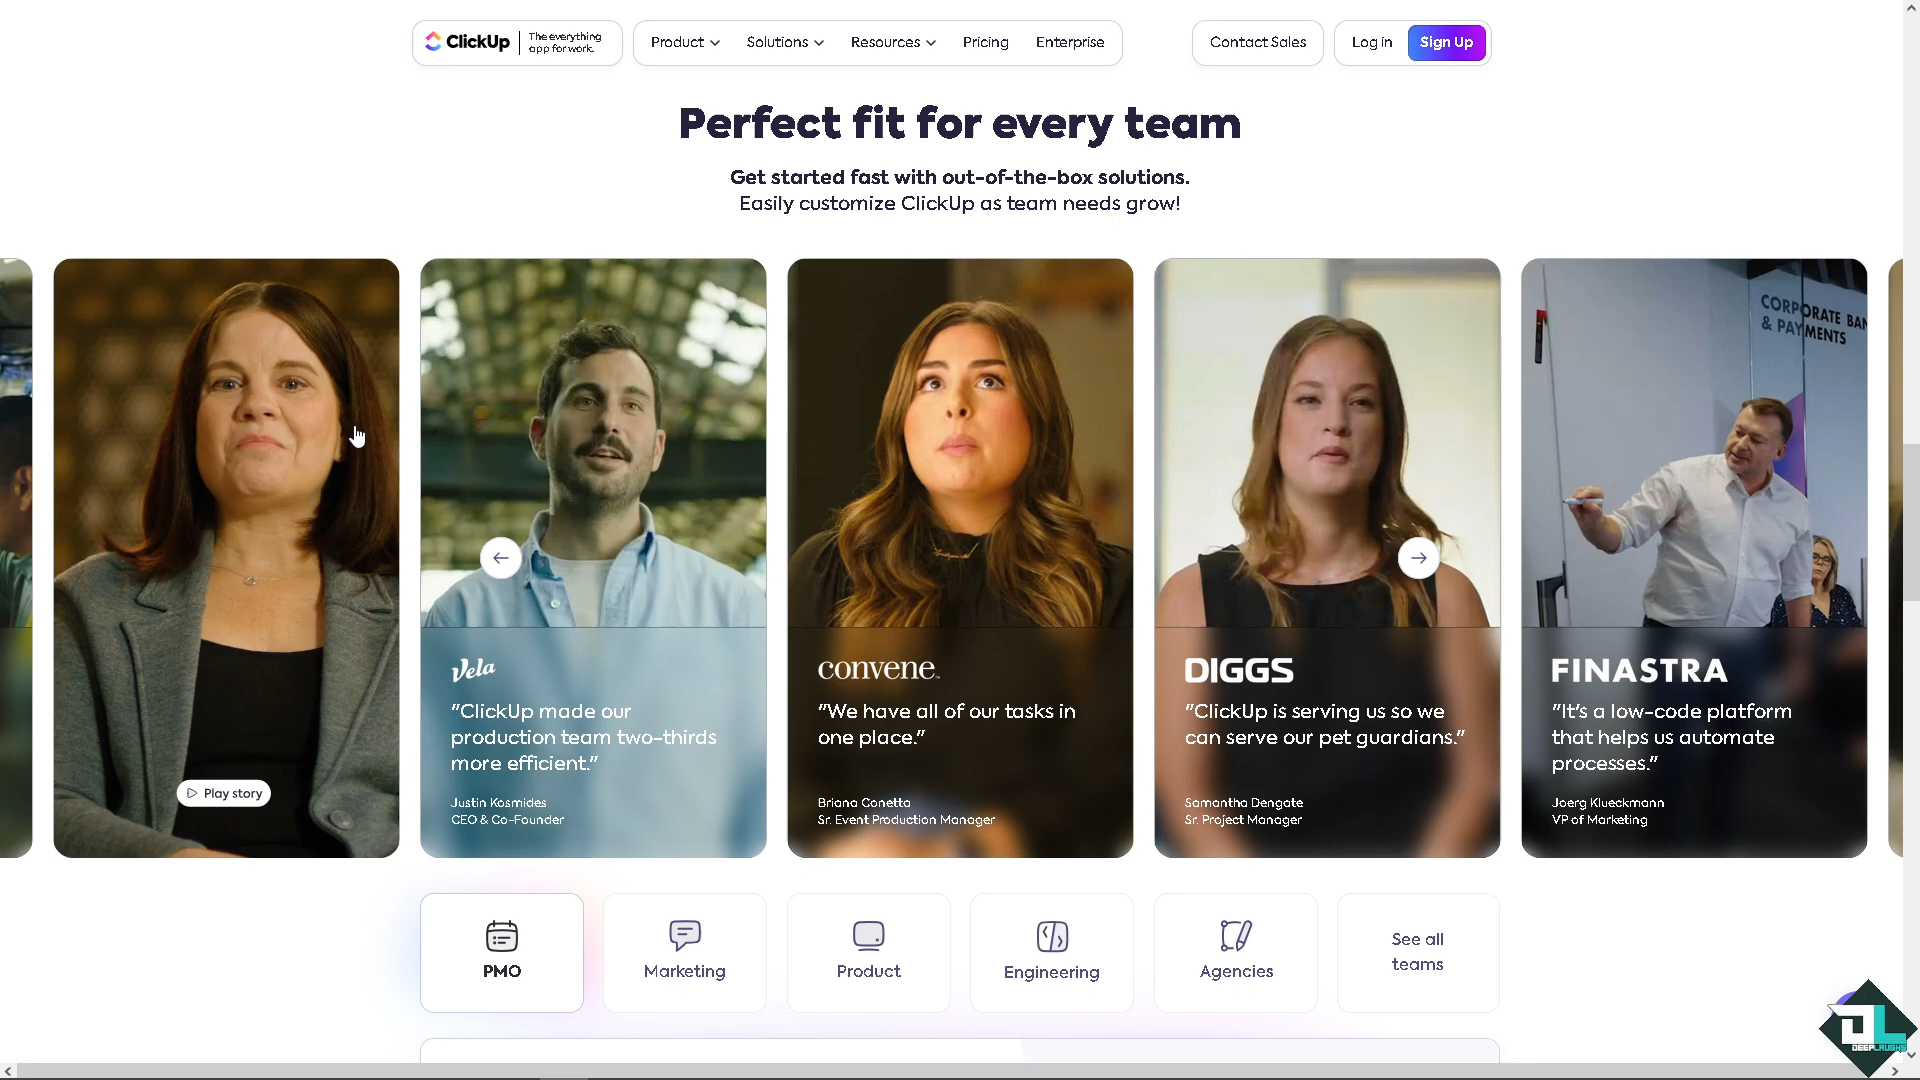 ClickUp
The everything
app for work.
Product
Solutions
Resources
Pricing
Enterprise
Contact Sales
Log in
Sign Up
Perfect fit for every team
Get started fast with out-of-the-box solutions.
Easily customize ClickUp as team needs grow!
Play story
Vela
"ClickUp made our
production team two-thirds
more efficient."
Justin Kosmides
CEO & Co-Founder
convene
"We have all of our tasks in
one place."
Briana Conetta
Sr. Event Production Manager
DIGGS
"ClickUp is serving us so we
can serve our pet guardians."
Samantha Dengate
Sr. Project Manager
CORPORATE BAN
& PAYMENTS
FINASTRA
"It's a low-code platform
that helps us automate
processes."
Joerg Klueckmann
VP of Marketing
PMO
Marketing
Product
Engineering
Agencies
See all
teams
DL
DEEPLAUGHS